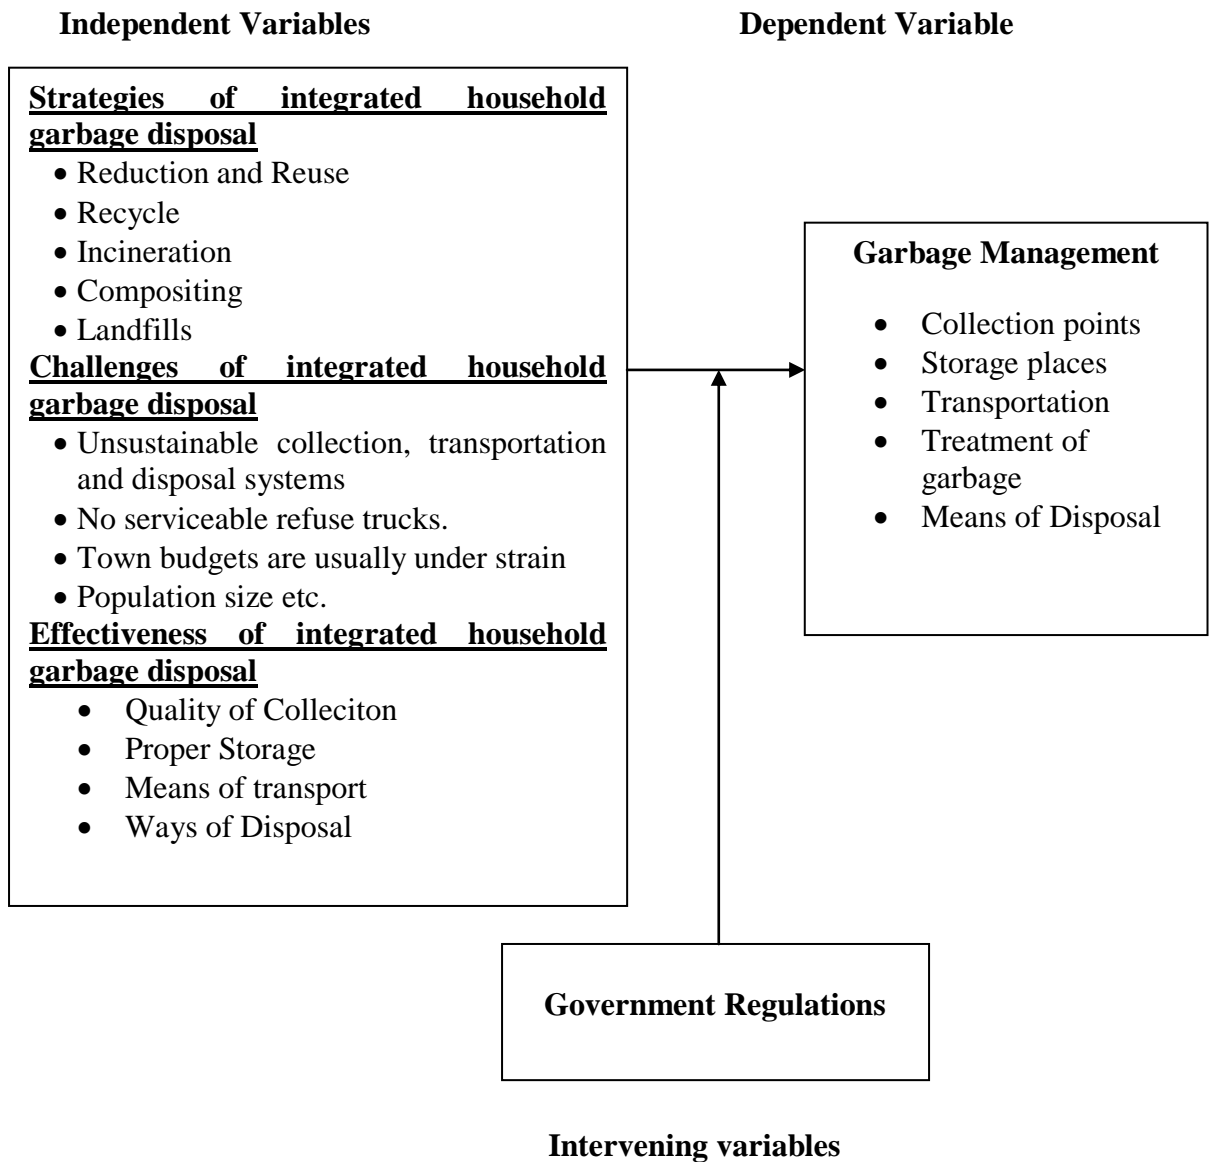 Independent Variables
Dependent Variable
Strategies of integrated household
garbage disposal
• Reduction and Reuse
• Recycle
• Incineration
• Compositing
• Landfills
Challenges of integrated household
garbage disposal
• Unsustainable collection, transportation
and disposal systems
• No serviceable refuse trucks.
• Town budgets are usually under strain
• Population size etc.
Effectiveness of integrated household
garbage disposal
• Quality of Colleciton
• Proper Storage
• Means of transport
• Ways of Disposal
Garbage Management
• Collection points
• Storage places
• Transportation
• Treatment of
garbage
• Means of Disposal
Government Regulations
Intervening variables